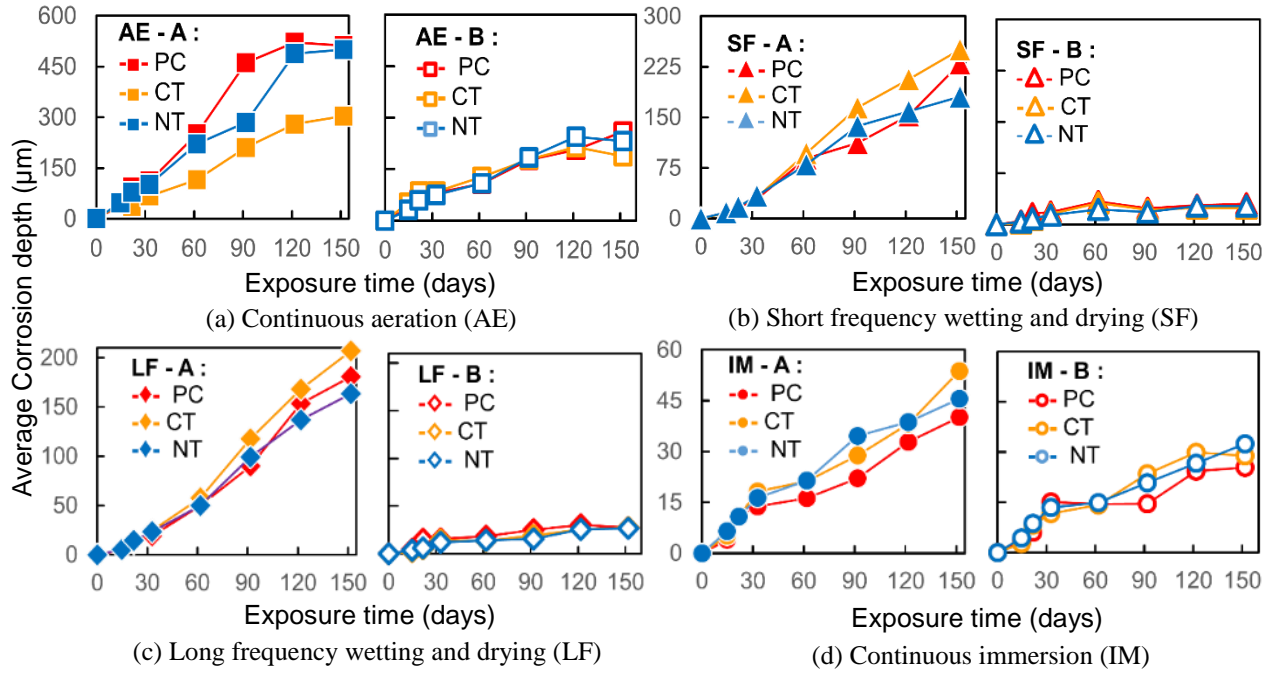 Average Corrosion depth (µm)
600
450
300
150
0
AE - A :
PC
CT
NT
0 30 60 90 120 150
AE - B :
PC
CT
NT
0 30 60 90 120 150
Exposure time (days)
(a) Continuous aeration (AE)
300
225
150
75
0
SF - A :
PC
CT
NT
0 30 60 90 120 150
SF - B :
PC
CT
NT
0 30 60 90 120 150
Exposure time (days)
(b) Short frequency wetting and drying (SF)
200
150
100
50
0
LF - A :
PC
CT
NT
0 30 60 90 120 150
LF - B :
PC
CT
NT
0 30 60 90 120 150
Exposure time (days)
(c) Long frequency wetting and drying (LF)
60
45
30
15
0
IM - A :
PC
CT
NT
0 30 60 90 120 150
IM - B :
PC
CT
NT
0 30 60 90 120 150
Exposure time (days)
(d) Continuous immersion (IM)